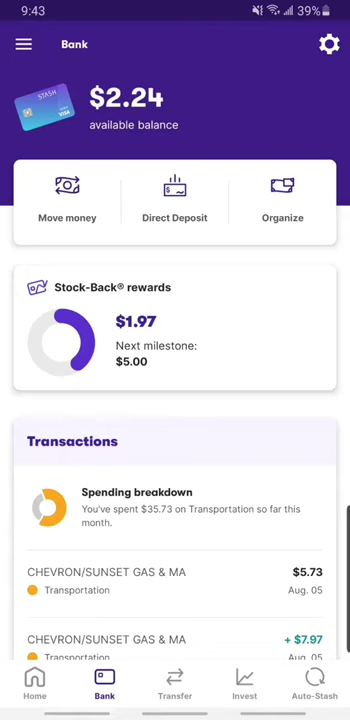 9:43
39%
Bank
STASH
VISA
$2.24
available balance
Move money
Direct Deposit
Organize
Stock-Back® rewards
$1.97
Next milestone:
$5.00
Transactions
Spending breakdown
You've spent $35.73 on Transportation so far this
month.
CHEVRON/SUNSET GAS & MA
$5.73
Transportation
Aug. 05
CHEVRON/SUNSET GAS & MA
+ $7.97
Transportation
Aug. 05
Home
Bank
Transfer
Invest
Auto-Stash